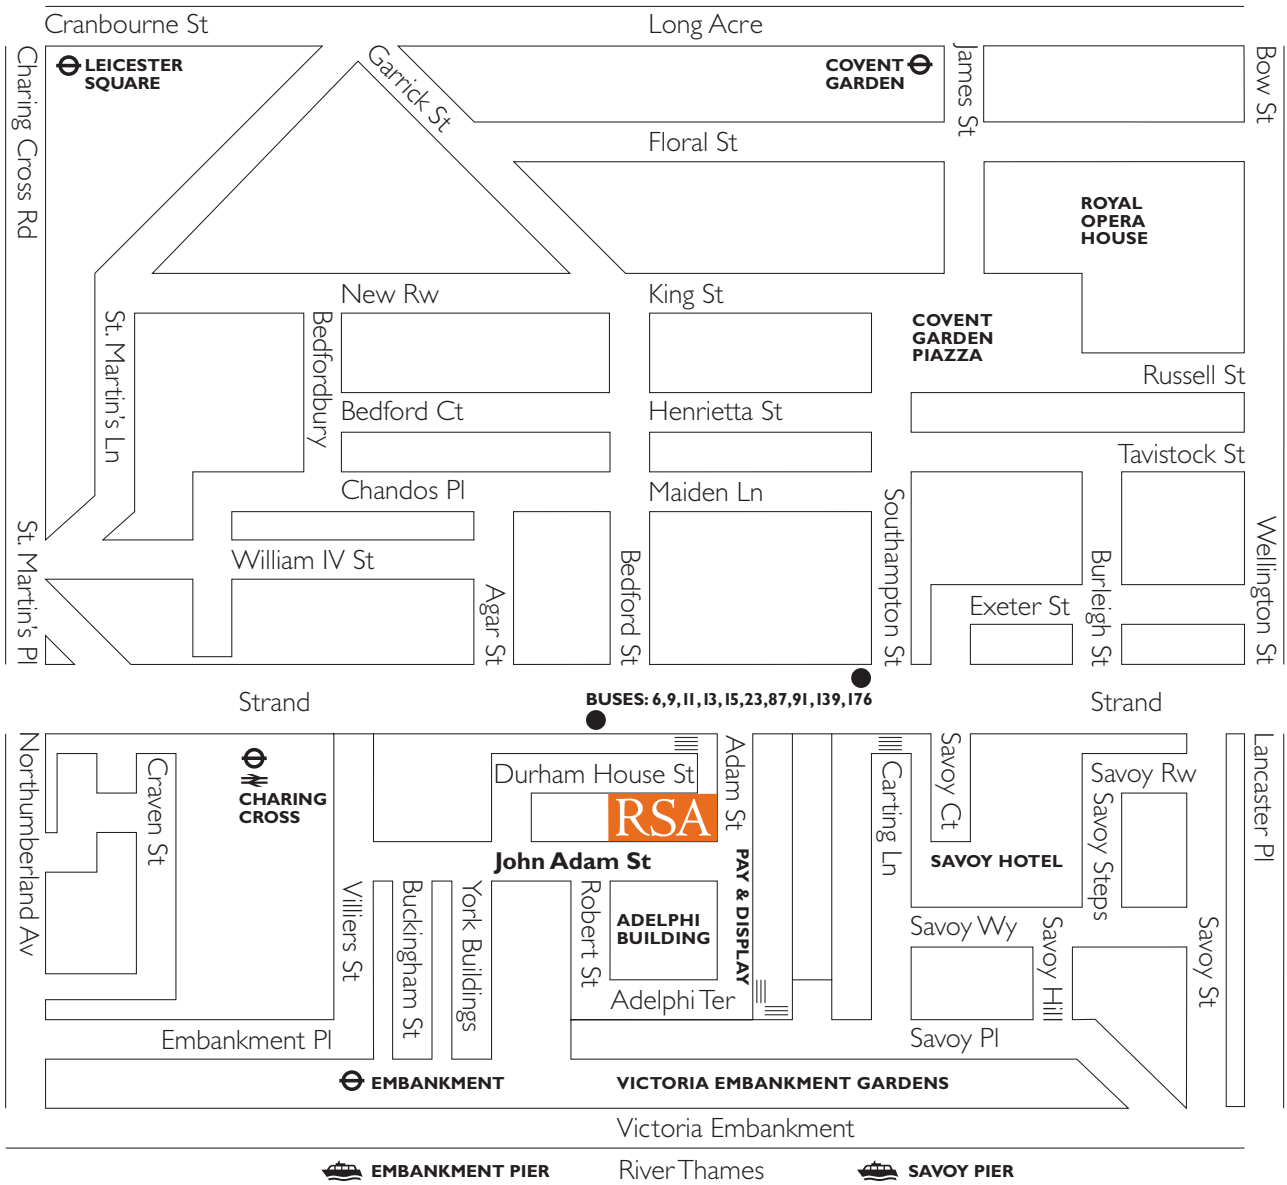 Cranbourne St
Long Acre
Charing Cross Rd
LEICESTER
SQUARE
Garrick St
COVENT
GARDEN
James St
Bow St
Floral St
ROYAL
OPERA
HOUSE
New Rw
King St
St. Martin's Ln
Bedfordbury
COVENT
GARDEN
PIAZZA
Russell St
Bedford Ct
Henrietta St
Tavistock St
Chandos Pl
Maiden Ln
Southampton St
St. Martin's Pl
William IV St
Agar St
Bedford St
Exeter St
Burleigh St
Wellington St
Strand
BUSES: 6,9,11,13,15,23,87,91,139,176
Strand
Northumberland Av
Craven St
CHARING
CROSS
Durham House St
RSA
Adam St
Carting Ln
Savoy Ct
Savoy Rw
Savoy Steps
Lancaster Pl
John Adam St
SAVOY HOTEL
PAY & DISPLAY
Villiers St
Buckingham St
York Buildings
Robert St
ADELPHI
BUILDING
Savoy Wy
Savoy Hill
Savoy St
Adelphi Ter
Embankment Pl
Savoy Pl
EMBANKMENT
VICTORIA EMBANKMENT GARDENS
Victoria Embankment
EMBANKMENT PIER
River Thames
SAVOY PIER